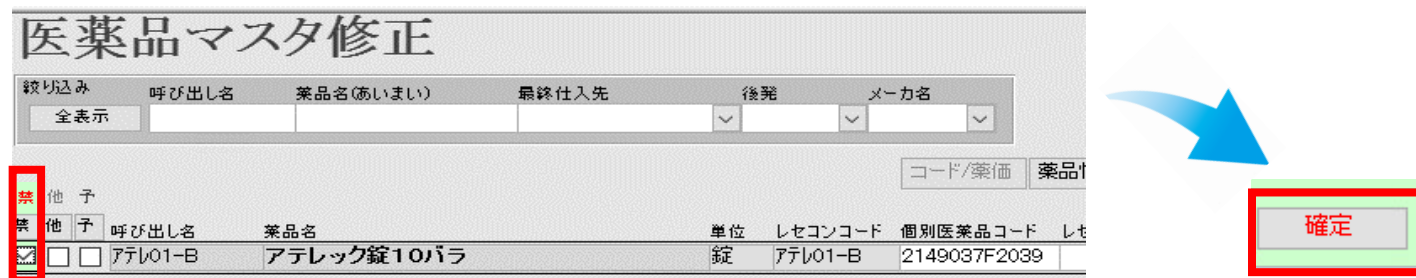 医薬品マスタ修正
絞り込み 呼び出し名 薬品名(あいまい) 最終仕入先 後発 メーカ名
全表示
コード/薬価 薬品
禁 他 予
禁 他 予 呼び出し名 薬品名 単位 レセコンコード 個別医薬品コード レセ
ｱﾃﾚ01-B アテレック錠10バラ 錠 ｱﾃﾚ01-B 2149037F2039
確定